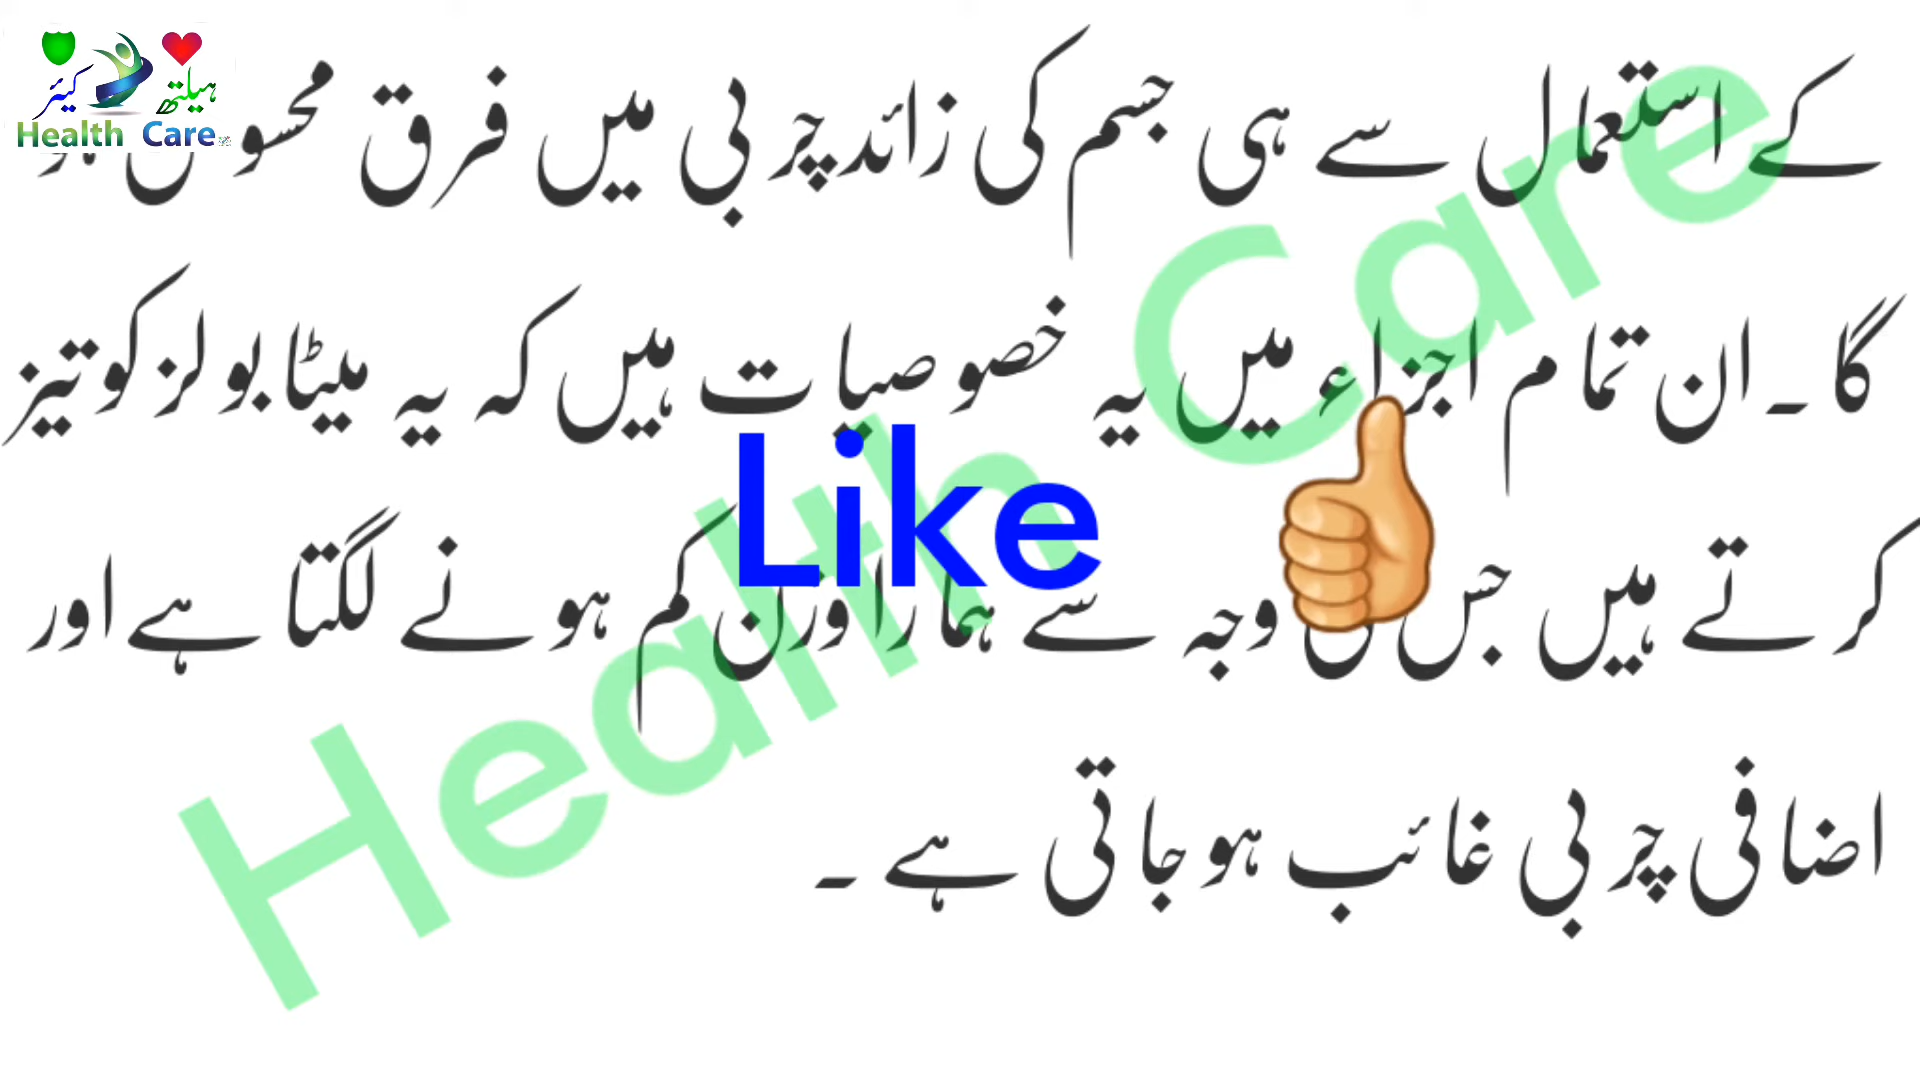 ہیلتھ کیئر
Health Care
کے استعمال سے ہی جسم کی زائد چربی میں فرق محسوس ہو
گا۔ ان تمام اجزاء میں یہ خصوصیات ہیں کہ یہ میٹابولز کو تیز
کرتے ہیں جس کی وجہ سے ہمارا وزن کم ہونے لگتا ہے اور
اضافی چربی غائب ہو جاتی ہے۔
Like
Health Care